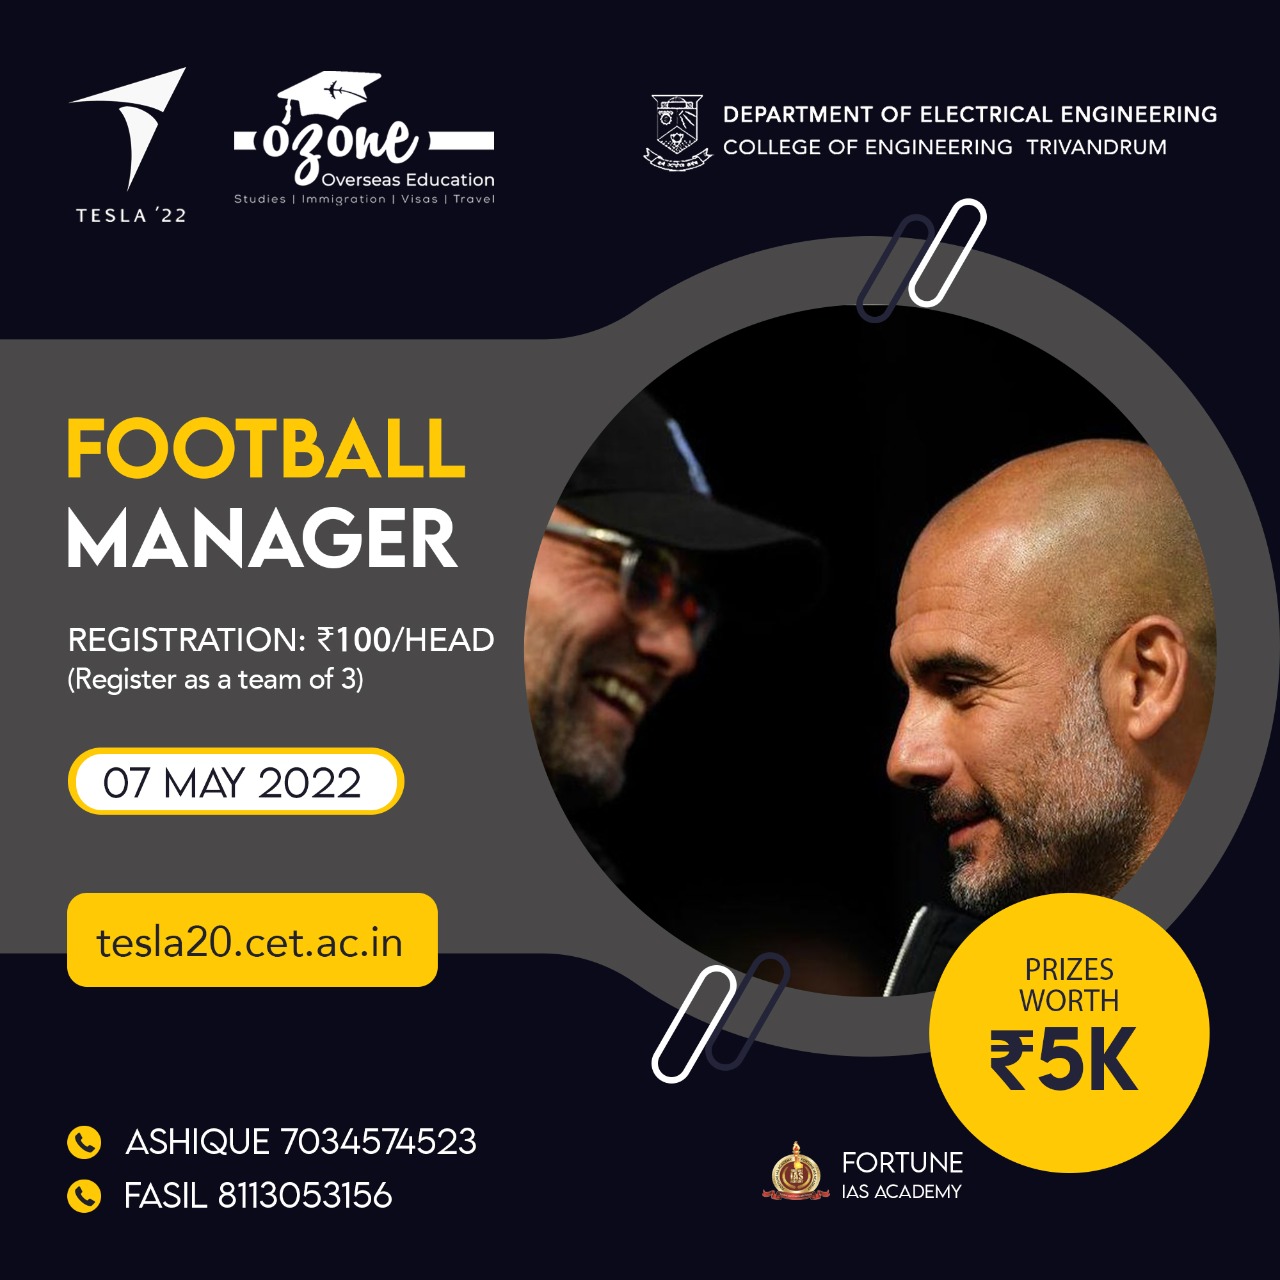 TESLA '22
ozone
Overseas Education
Studies | Immigration | Visas | Travel
DEPARTMENT OF ELECTRICAL ENGINEERING
COLLEGE OF ENGINEERING TRIVANDRUM
FOOTBALL
MANAGER
REGISTRATION: ₹100/HEAD
(Register as a team of 3)
07 MAY 2022
tesla20.cet.ac.in
PRIZES
WORTH
₹5K
ASHIQUE 7034574523
FASIL 8113053156
FORTUNE
IAS ACADEMY